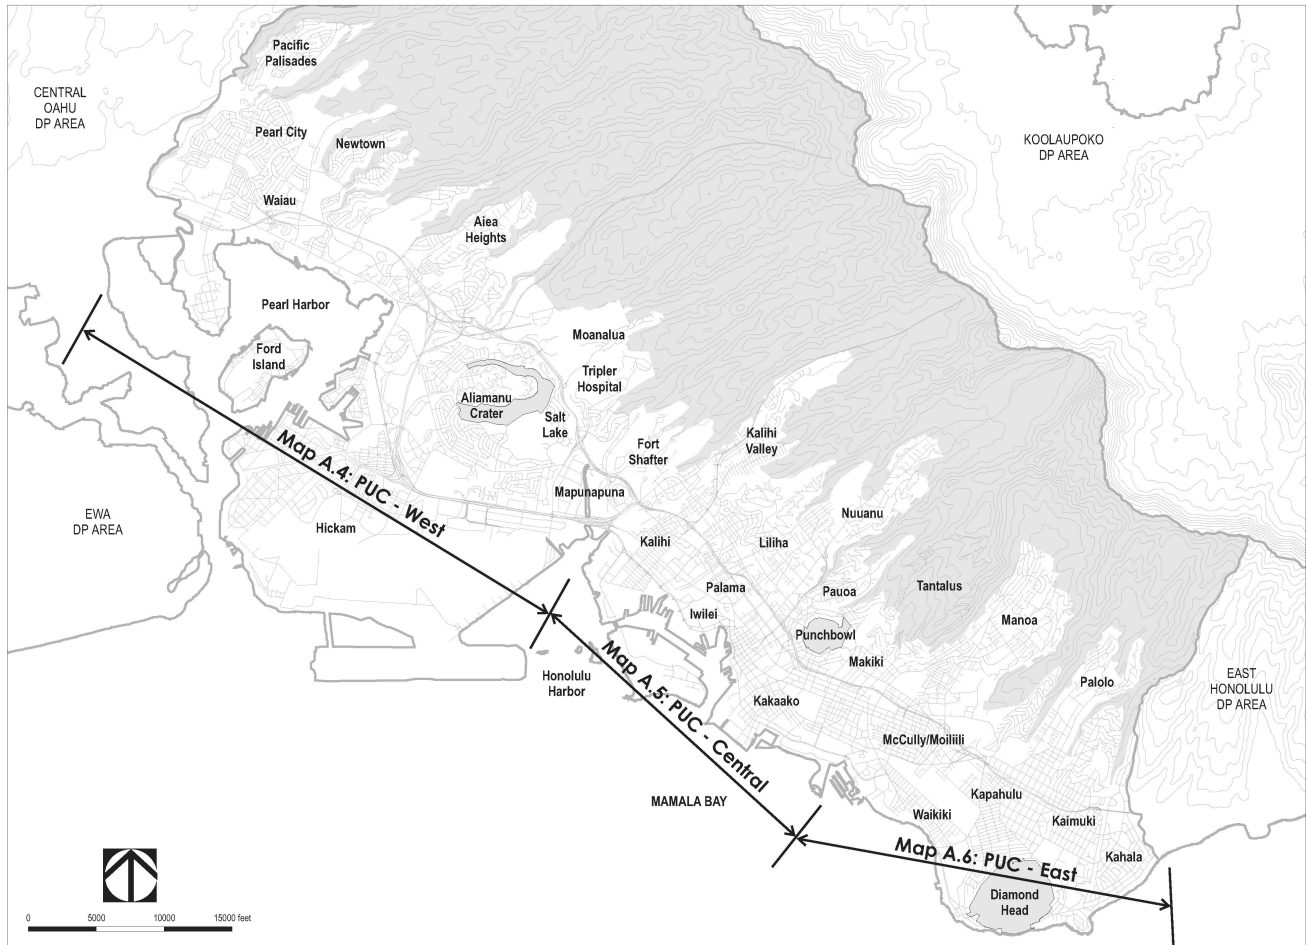 Pacific
Palisades
CENTRAL
OAHU
DP AREA
Pearl City
Newtown
KOOLAUPOKO
DP AREA
Waiau
Aiea
Heights
Pearl Harbor
Moanalua
Ford
Island
Tripler
Hospital
Aliamanu
Crater
Salt
Lake
Kalihi
Valley
Fort
Shafter
Map A.4: PUC - West
Mapunapuna
EWA
DP AREA
Hickam
Nuuanu
Kalihi
Liliha
Palama
Pauoa
Tantalus
Iwilei
Manoa
Punchbowl
Makiki
Honolulu
Harbor
Map A.5: PUC - Central
Palolo
EAST
HONOLULU
DP AREA
Kakaako
McCully/Moiliili
MAMALA BAY
Kapahulu
Waikiki
Kaimuki
Map A.6: PUC - East
Kahala
Diamond
Head
0 5000 10000 15000 feet